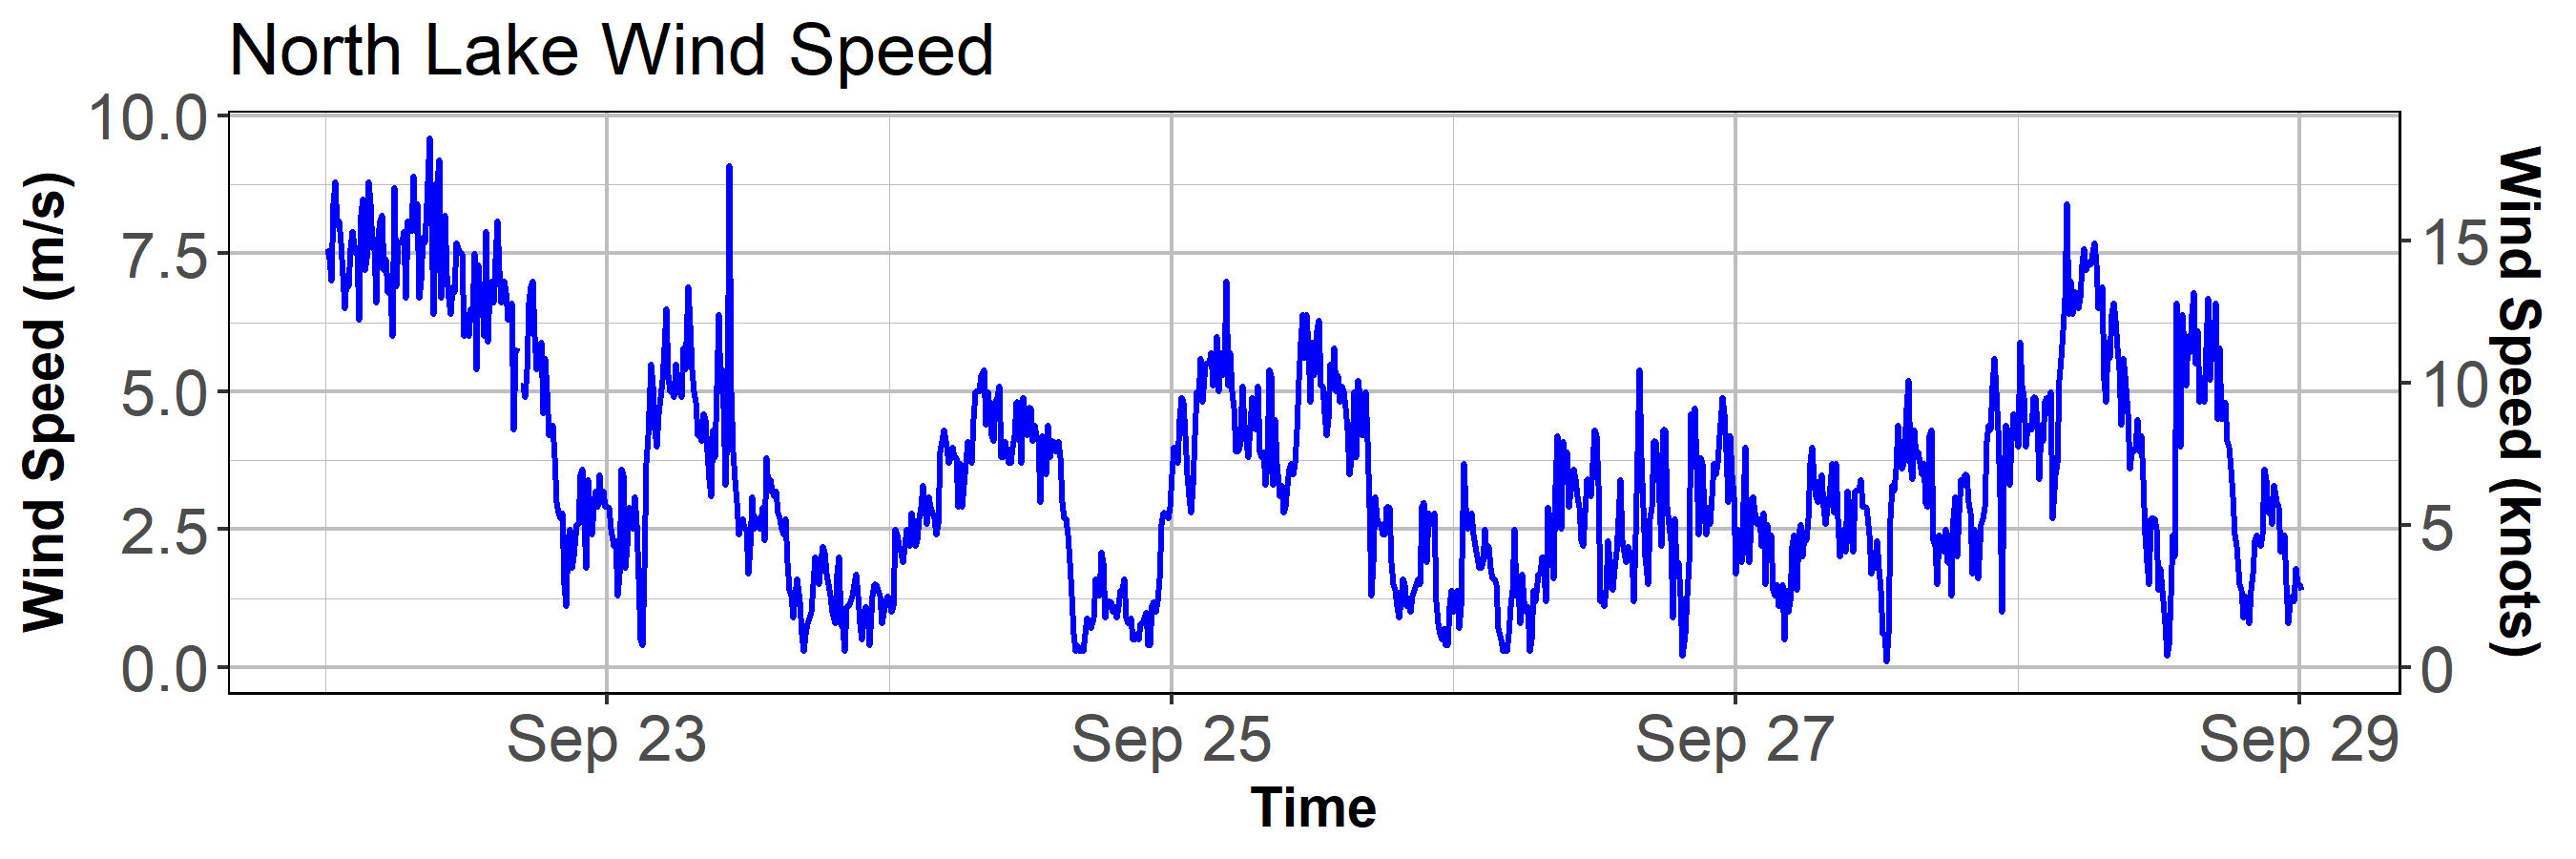 North Lake Wind Speed
Wind Speed (m/s)
10.0
7.5
5.0
2.5
0.0
Wind Speed (knots)
15
10
5
0
Sep 23
Sep 25
Sep 27
Sep 29
Time